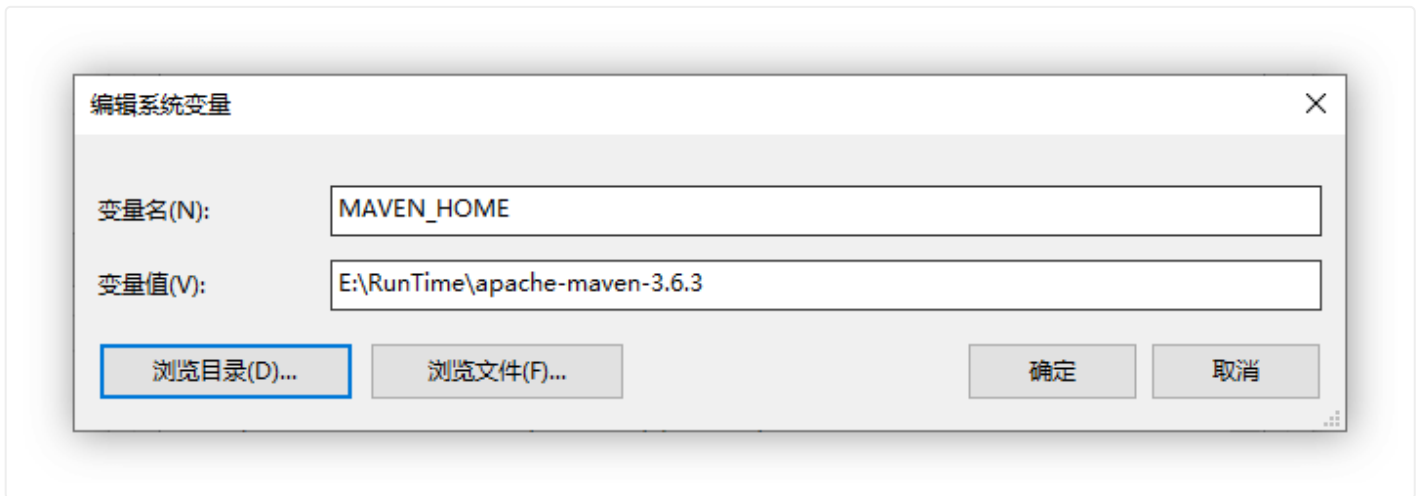 编辑系统变量
变量名(N):
MAVEN_HOME
变量值(V):
E:\RunTime\apache-maven-3.6.3
浏览目录(D)...
浏览文件(F)...
确定
取消